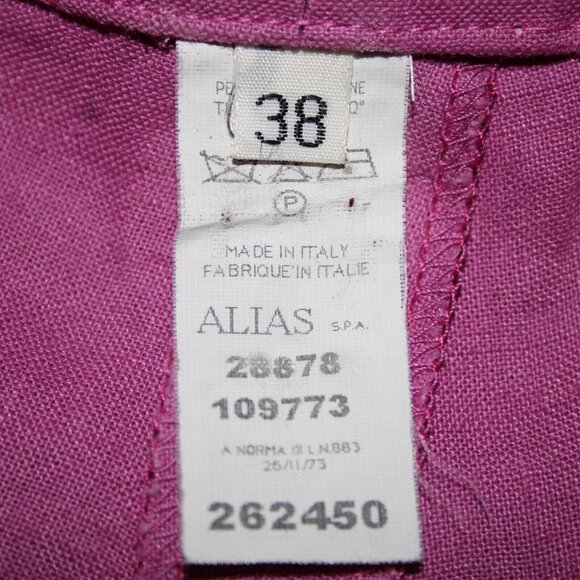 38
P
MADE IN ITALY
FABRIQUE'IN ITALIE
ALIAS S.P.A.
28878
109773
A NORMA DI L.N.883
26/11/73
262450